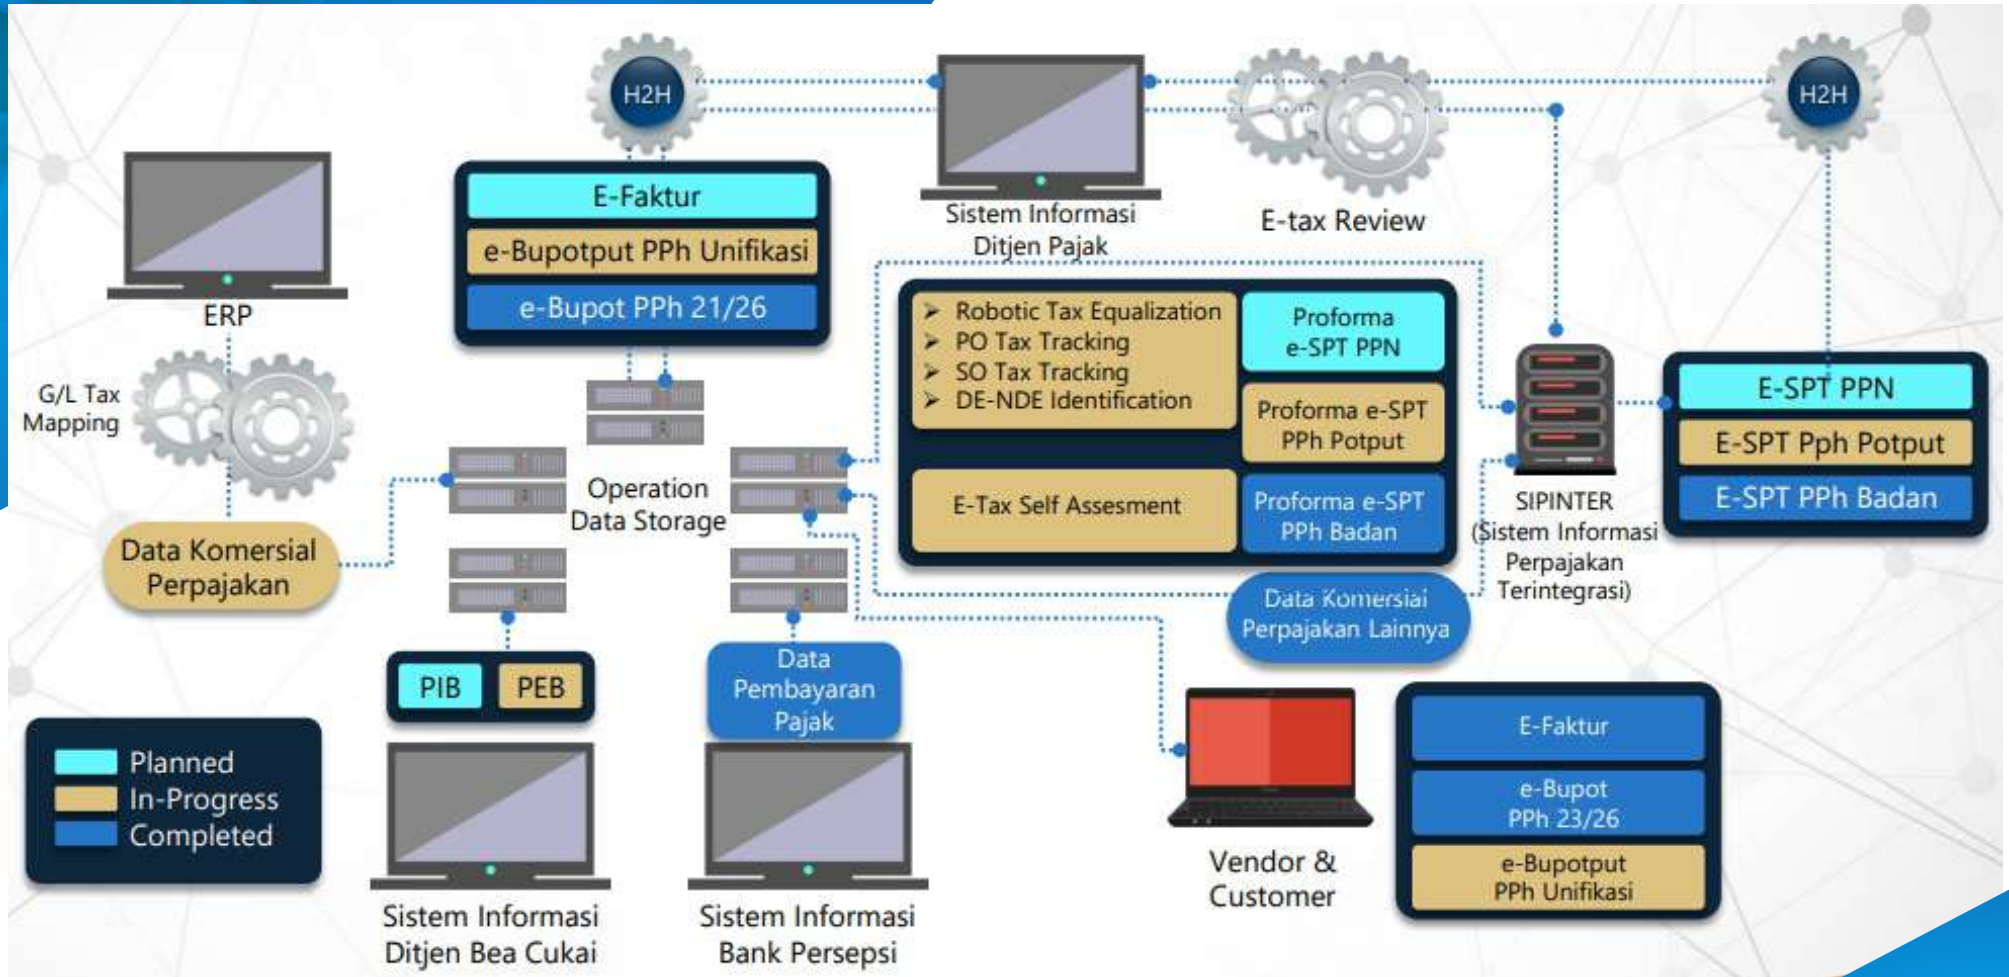 H2H
H2H
E-Faktur
e-Bupotput PPh Unifikasi
e-Bupot PPh 21/26
Sistem Informasi
Ditjen Pajak
E-tax Review
ERP
G/L Tax
Mapping
Data Komersial
Perpajakan
Operation
Data Storage
➢ Robotic Tax Equalization
➢ PO Tax Tracking
➢ SO Tax Tracking
➢ DE-NDE Identification
E-Tax Self Assesment
Proforma
e-SPT PPN
Proforma e-SPT
PPh Potput
Proforma e-SPT
PPh Badan
SIPINTER
(Sistem Informasi
Perpajakan
Terintegrasi)
E-SPT PPN
E-SPT Pph Potput
E-SPT PPh Badan
Data Komersial
Perpajakan Lainnya
PIB
PEB
Data
Pembayaran
Pajak
Planned
In-Progress
Completed
Sistem Informasi
Ditjen Bea Cukai
Sistem Informasi
Bank Persepsi
Vendor &
Customer
E-Faktur
e-Bupot
PPh 23/26
e-Bupotput
PPh Unifikasi